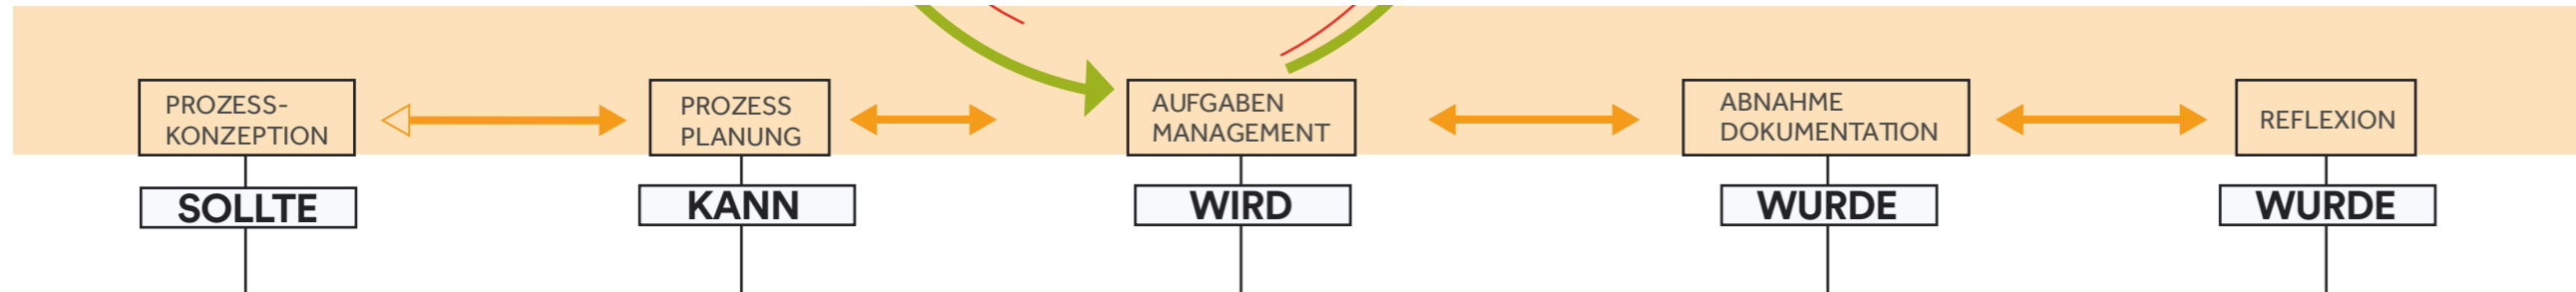 PROZESS-
KONZEPTION
PROZESS
PLANUNG
AUFGABEN
MANAGEMENT
ABNAHME
DOKUMENTATION
REFLEXION
SOLLTE
KANN
WIRD
WURDE
WURDE